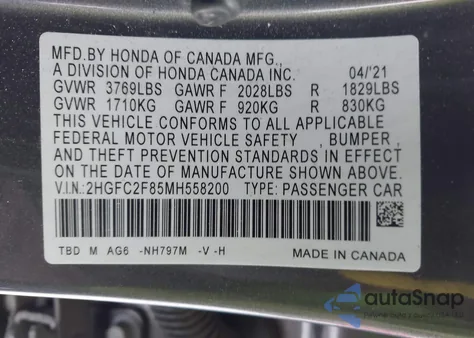 MFD.BY HONDA OF CANADA MFG.,
A DIVISION OF HONDA CANADA INC. 04/'21
GVWR 3769LBS GAWR F 2028LBS R 1829LBS
GVWR 1710KG GAWR F 920KG R 830KG
THIS VEHICLE CONFORMS TO ALL APPLICABLE
FEDERAL MOTOR VEHICLE SAFETY , BUMPER ,
AND THEFT PREVENTION STANDARDS IN EFFECT
ON THE DATE OF MANUFACTURE SHOWN ABOVE.
V.I.N.:2HGFC2F85MH558200 TYPE: PASSENGER CAR
TBD M AG6 -NH797M -V -H MADE IN CANADA
autoSnap